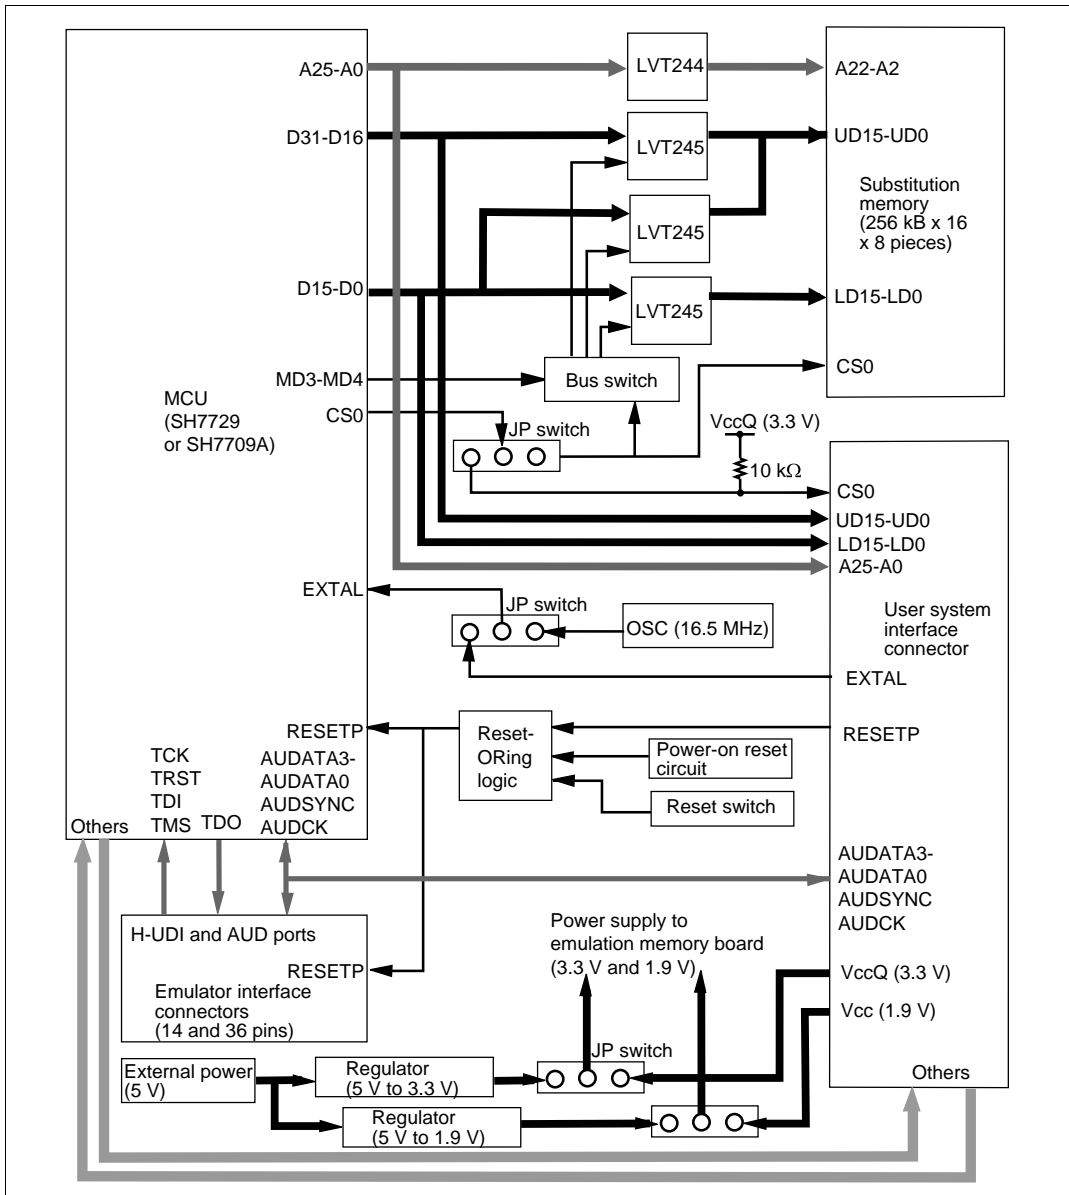 A25-A0
LVT244
A22-A2
D31-D16
LVT245
UD15-UD0
Substitution
memory
(256 kB x 16
x 8 pieces)
LVT245
D15-D0
LVT245
LD15-LD0
MD3-MD4
Bus switch
CS0
MCU
(SH7729
or SH7709A)
CS0
JP switch
VccQ (3.3 V)
10 kΩ
CS0
UD15-UD0
LD15-LD0
A25-A0
EXTAL
JP switch
OSC (16.5 MHz)
User system
interface
connector
EXTAL
RESETP
Reset-
ORing
logic
RESETP
Power-on reset
circuit
Reset switch
TCK
TRST
TDI
TMS
TDO
AUDATA3-
AUDATA0
AUDSYNC
AUDCK
Others
AUDATA3-
AUDATA0
AUDSYNC
AUDCK
H-UDI and AUD ports
RESETP
Emulator interface
connectors
(14 and 36 pins)
Power supply to
emulation memory board
(3.3 V and 1.9 V)
VccQ (3.3 V)
Vcc (1.9 V)
JP switch
External power
(5 V)
Regulator
(5 V to 3.3 V)
Regulator
(5 V to 1.9 V)
Others